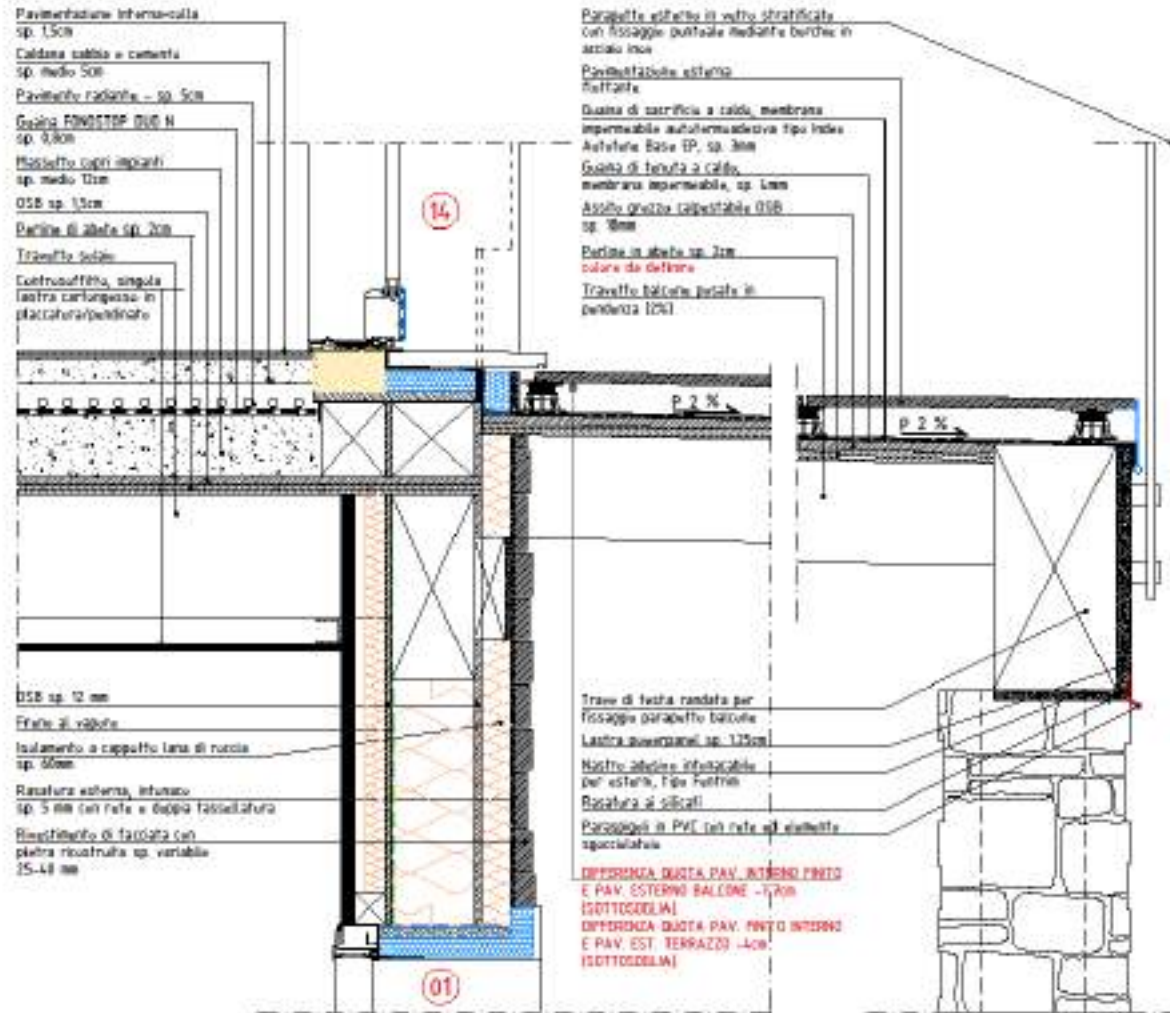 Pavimentazione interna-colla
sp. 1,5cm
Caldana sabbia e cemento
sp. medio 5cm
Pavimento radiante - sp. 5cm
Guaina FONOSTOP DUO N
sp. 0,8cm
Massetto copri impianti
sp. medio 12cm
OSB sp. 1,5cm
Perline di abete sp. 2cm
Travetto solaio
Controsoffitto, singola
lastra cartongesso in
placcatura/pendinato
OSB sp. 12 mm
Freno al vapore
Isolamento a cappotto lana di roccia
sp. 60mm
Rasatura esterna, intonaco
sp. 5 mm con rete e doppia tassellatura
Rivestimento di facciata con
pietra ricostruita sp. variabile
25-40 mm
Parapetto esterno in vetro stratificato
con fissaggio puntuale mediante borchie in
acciaio inox
Pavimentazione esterna
flottante
Guaina di sacrificio a caldo, membrana
impermeabile autotermoadesiva tipo Index
Autotene Base EP, sp. 3mm
Guaina di tenuta a caldo,
membrana impermeabile, sp. 4mm
Assito grezzo calpestabile OSB
sp. 18mm
Perline in abete sp. 2cm
colore da definire
Travetto balcone posato in
pendenza (2%)
14
P 2 %
P 2 %
Trave di testa randata per
fissaggio parapetto balcone
Lastra powerpanel sp. 1.25cm
Nastro adesivo intonacabile
per esterni, tipo
Rasatura ai silicati
Paraspigoli in PVC con rete ed elemento
sgocciolatoio
DIFFERENZA QUOTA PAV. INTERNO FINITO
E PAV. ESTERNO BALCONE
(SOTTOSOGLIA)
DIFFERENZA QUOTA PAV. FINITO INTERNO
E PAV. EST. TERRAZZO -4cm
(SOTTOSOGLIA)
01